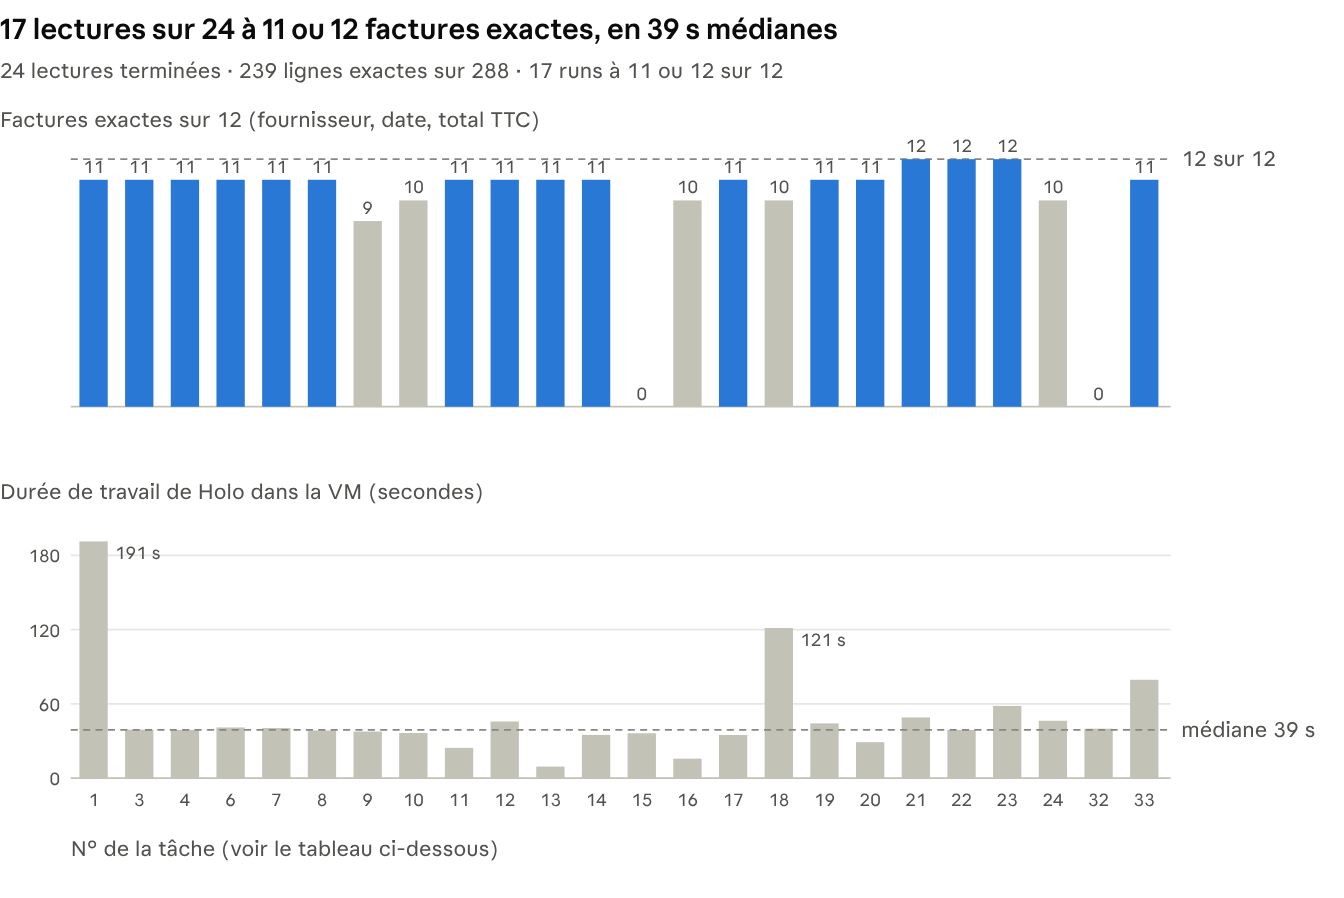 17 lectures sur 24 à 11 ou 12 factures exactes, en 39 s médianes
24 lectures terminées · 239 lignes exactes sur 288 · 17 runs à 11 ou 12 sur 12
Factures exactes sur 12 (fournisseur, date, total TTC)
12 12 12
12 sur 12
11 11 11 11 11 11 11 11 11 11 11 11 11 11
10 10 10 10
9
0 0
Durée de travail de Holo dans la VM (secondes)
180
191 s
120
121 s
60
médiane 39 s
0
1 3 4 6 7 8 9 10 11 12 13 14 15 16 17 18 19 20 21 22 23 24 32 33
N° de la tâche (voir le tableau ci-dessous)